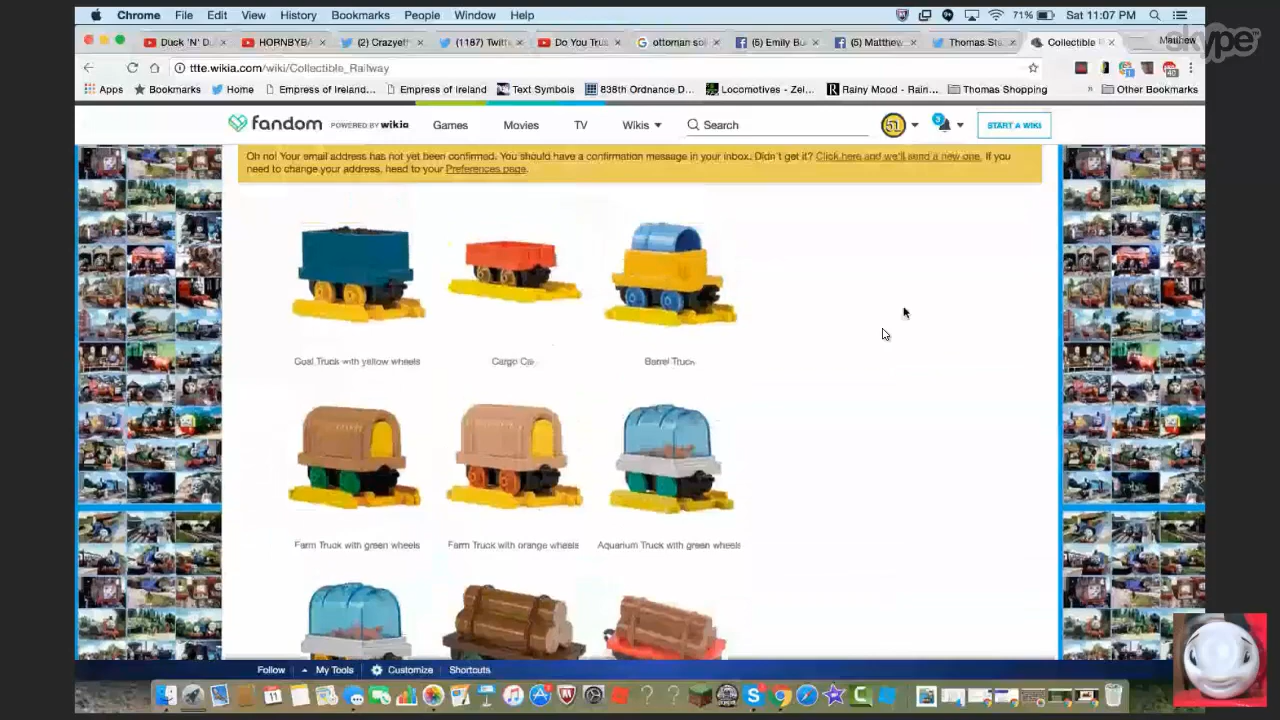 Chrome File Edit View History Bookmarks People Window Help 71% Sat 11:07 PM
Duck 'N' D HORNBYBA (2) Crazyeff (1187) Twitte Do You Trus ottoman sol (5) Emily Bu (5) Matthew Thomas Sta Collectible Matthew
skype
ttte.wikia.com/wiki/Collectible_Railway
Apps Bookmarks Home Empress of Ireland... Empress of Ireland Text Symbols 838th Ordnance D... Locomotives - Zel... Rainy Mood - Rain... Thomas Shopping » Other Bookmarks
fandom POWERED BY wikia Games Movies TV Wikis Search 51 3 START A WIKI
Oh no! Your email address has not yet been confirmed. You should have a confirmation message in your inbox. Didn't get it? Click here and we'll send a new one. If you
need to change your address, head to your Preferences page.
Coal Truck with yellow wheels Cargo Car Barrel Truck
Farm Truck with green wheels Farm Truck with orange wheels Aquarium Truck with green wheels
Follow My Tools Customize Shortcuts